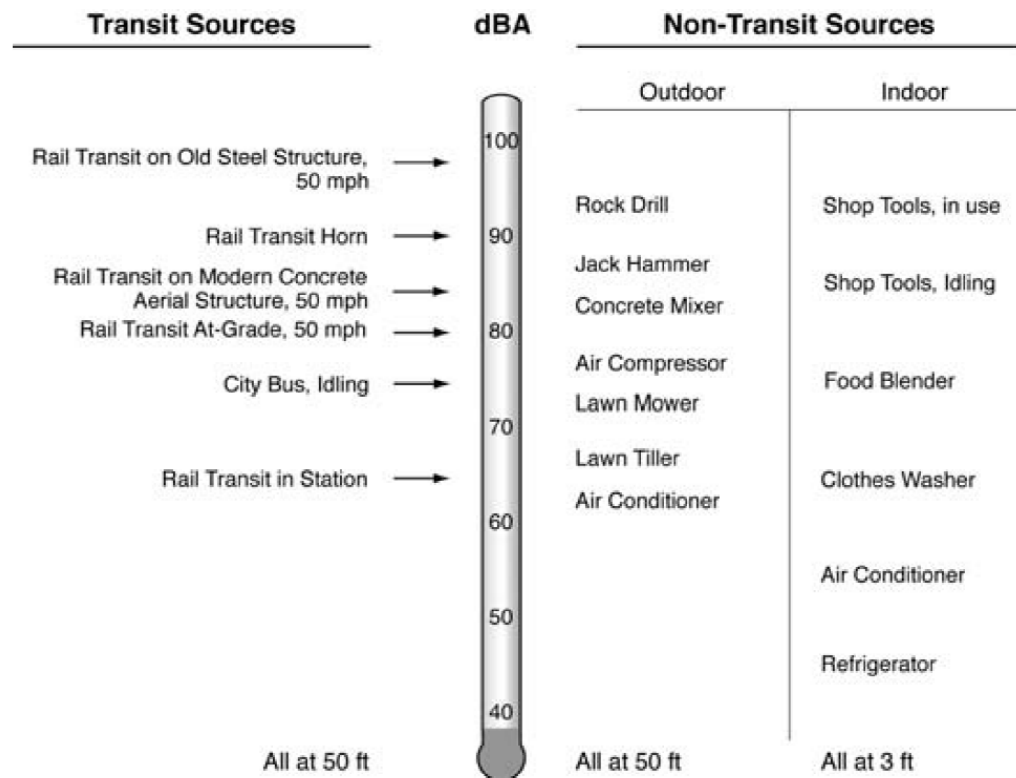 Transit Sources
dBA
Non-Transit Sources
Outdoor
Indoor
100
Rail Transit on Old Steel Structure,
50 mph
Rock Drill
Shop Tools, in use
Rail Transit Horn
90
Jack Hammer
Rail Transit on Modern Concrete
Aerial Structure, 50 mph
Shop Tools, Idling
Concrete Mixer
Rail Transit At-Grade, 50 mph
80
Air Compressor
City Bus, Idling
Food Blender
Lawn Mower
70
Lawn Tiller
Rail Transit in Station
Clothes Washer
Air Conditioner
60
Air Conditioner
50
Refrigerator
40
All at 50 ft
All at 50 ft
All at 3 ft